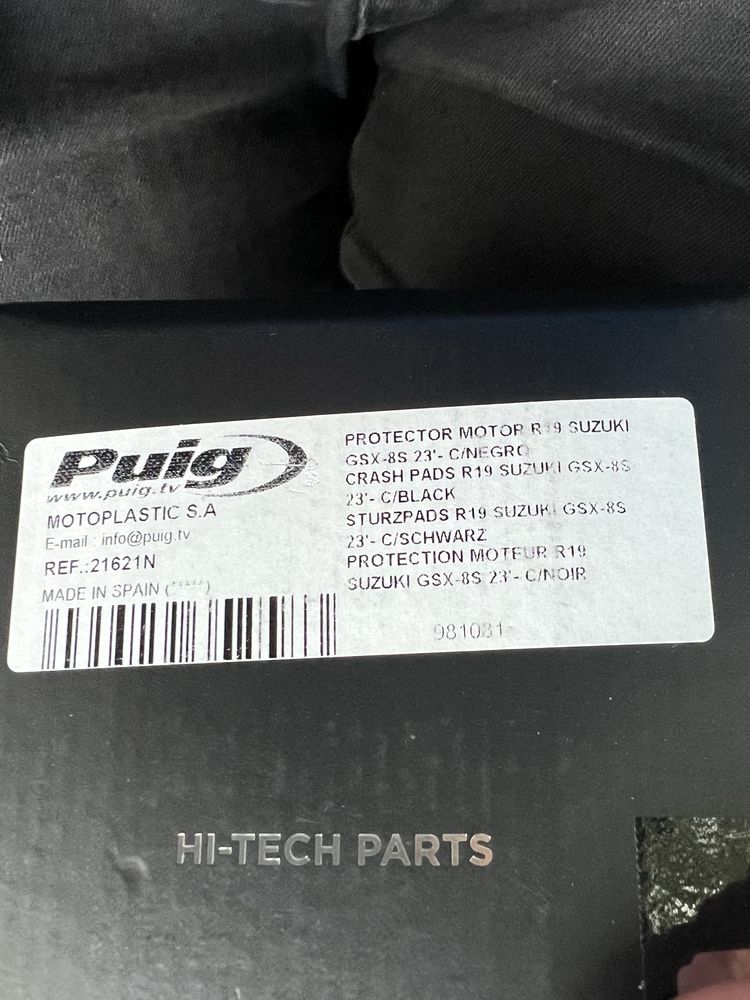 Puig
www.puig.tv
MOTOPLASTIC S.A
E-mail : info@puig.tv
REF.:21621N
MADE IN SPAIN (*****)
PROTECTOR MOTOR R19 SUZUKI
GSX-8S 23'- C/NEGRO
CRASH PADS R19 SUZUKI GSX-8S
23'- C/BLACK
STURZPADS R19 SUZUKI GSX-8S
23'- C/SCHWARZ
PROTECTION MOTEUR R19
SUZUKI GSX-8S 23'- C/NOIR
981031
HI-TECH PARTS